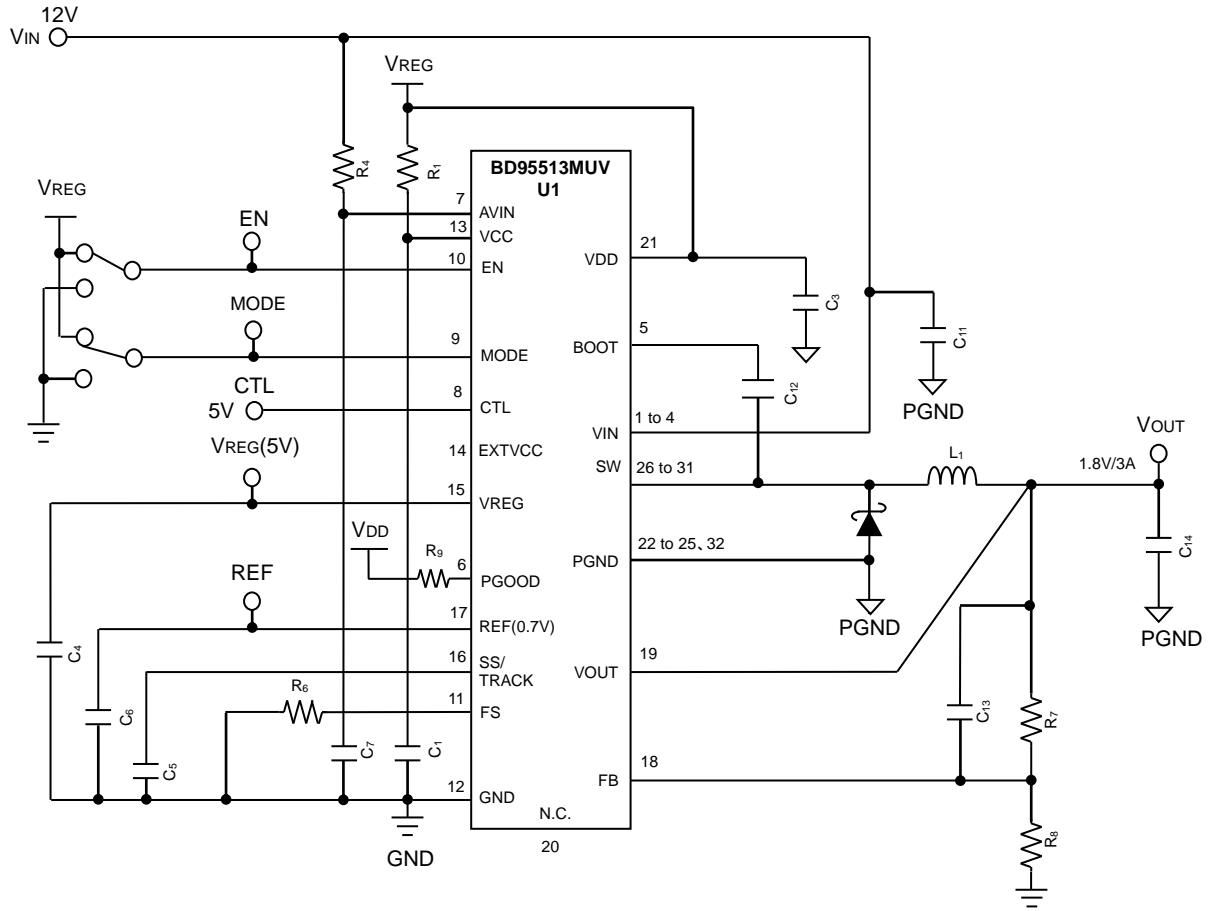 12V
VIN
VREG
R4
R1
BD95513MUV
U1
VREG
EN
7
AVIN
13
VCC
10
EN
21
VDD
C3
MODE
9
MODE
5
BOOT
C11
PGND
CTL
5V
8
CTL
C12
1 to 4
VIN
VREG(5V)
14
EXTVCC
SW
26 to 31
L1
1.8V/3A
VOUT
15
VREG
VDD
R9
6
PGOOD
PGND
22 to 25、32
C14
PGND
PGND
REF
17
REF(0.7V)
C4
16
SS/
TRACK
VOUT
19
R6
11
FS
C6
C5
C7
C1
C13
R7
18
FB
12
GND
N.C.
20
GND
R8